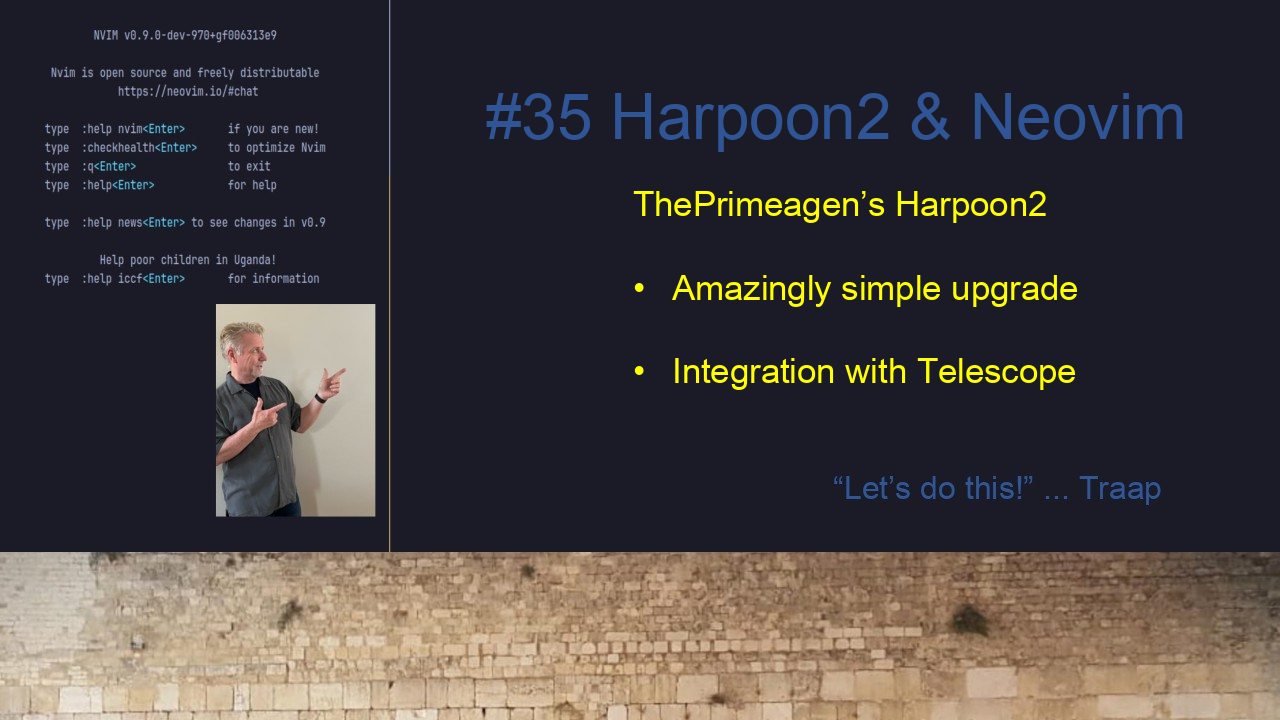 NVIM v0.9.0-dev-970+gf006313e9
Nvim is open source and freely distributable
https://neovim.io/#chat
type :help nvim<Enter> if you are new!
type :checkhealth<Enter> to optimize Nvim
type :q<Enter> to exit
type :help<Enter> for help
type :help news<Enter> to see changes in v0.9
Help poor children in Uganda!
type :help iccf<Enter> for information
#35 Harpoon2 & Neovim
ThePrimeagen’s Harpoon2
• Amazingly simple upgrade
• Integration with Telescope
“Let’s do this!” ... Traap